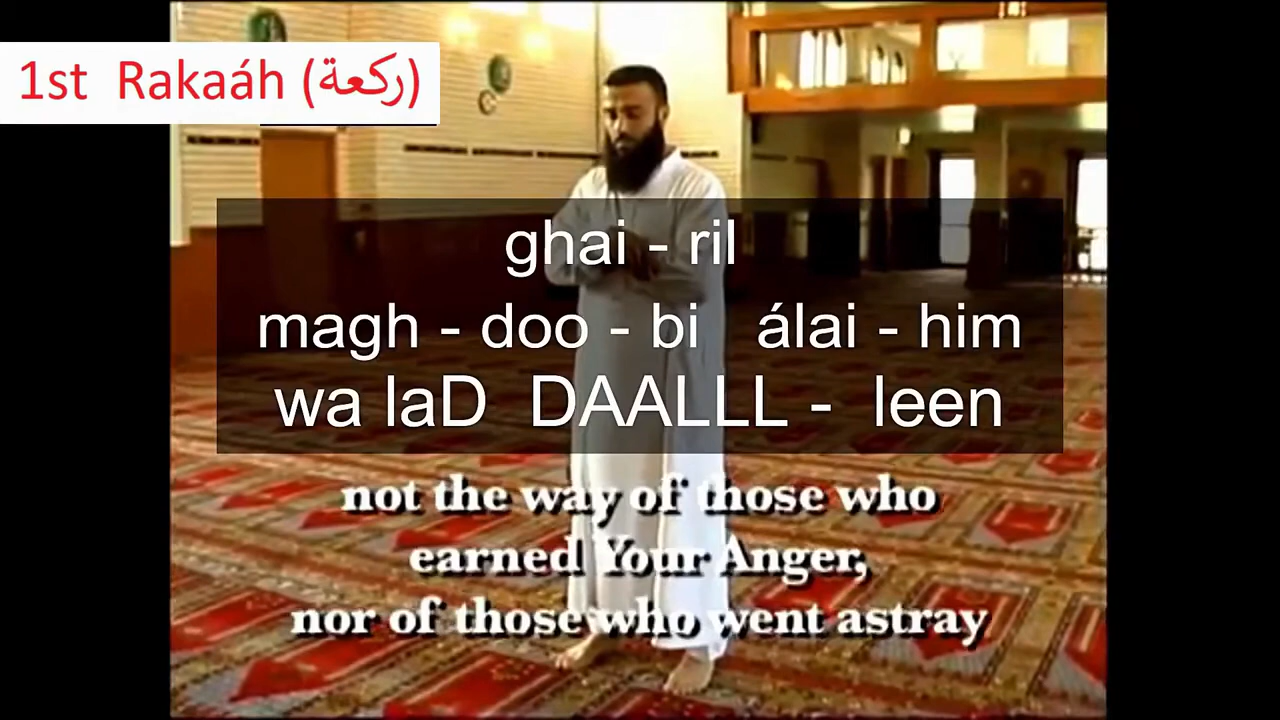 1st Rakaáh (ركعة)
ghai - ril
magh - doo - bi álai - him
wa laD DAALLL - leen
not the way of those who
earned Your Anger,
nor of those who went astray